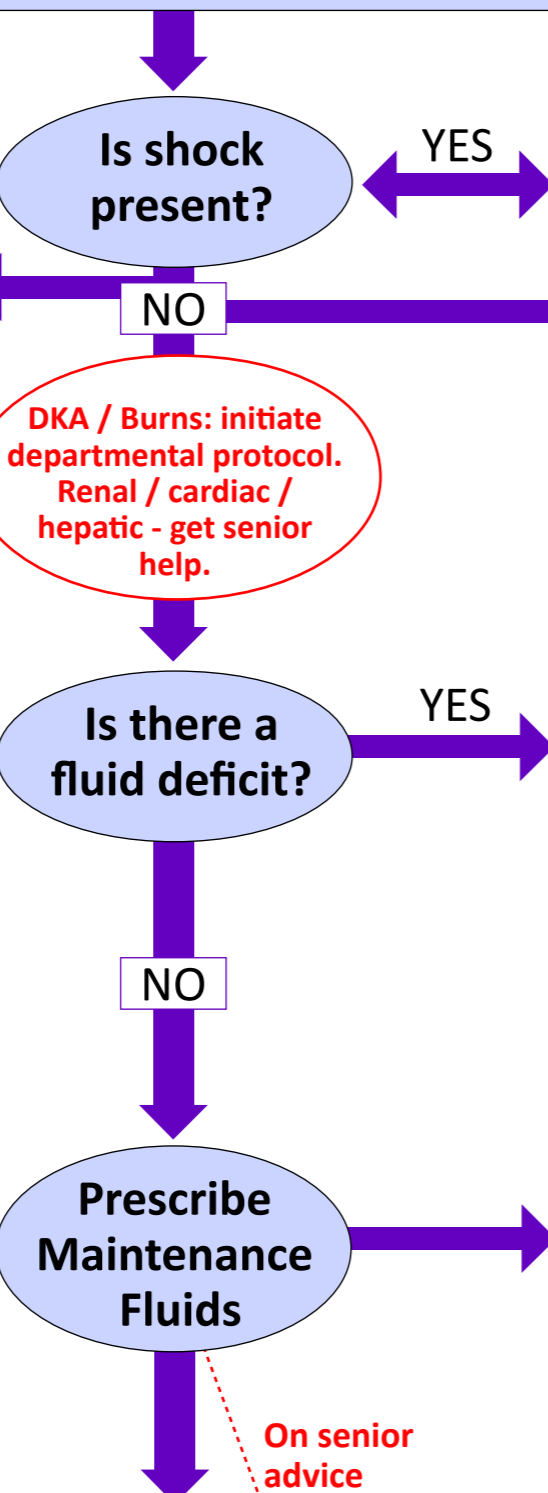 Is shock
present?
YES
NO
DKA / Burns: initiate
departmental protocol.
Renal / cardiac /
hepatic - get senior
help.
Is there a
fluid deficit?
YES
NO
Prescribe
Maintenance
Fluids
On senior
advice